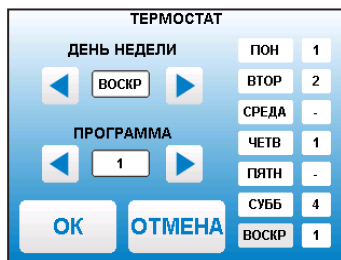 ТЕРМОСТАТ
ДЕНЬ НЕДЕЛИ
ВОСКР
ПРОГРАММА
1
ОК
ОТМЕНА
ПОН 1
ВТОР 2
СРЕДА -
ЧЕТВ 1
ПЯТН -
СУББ 4
ВОСКР 1